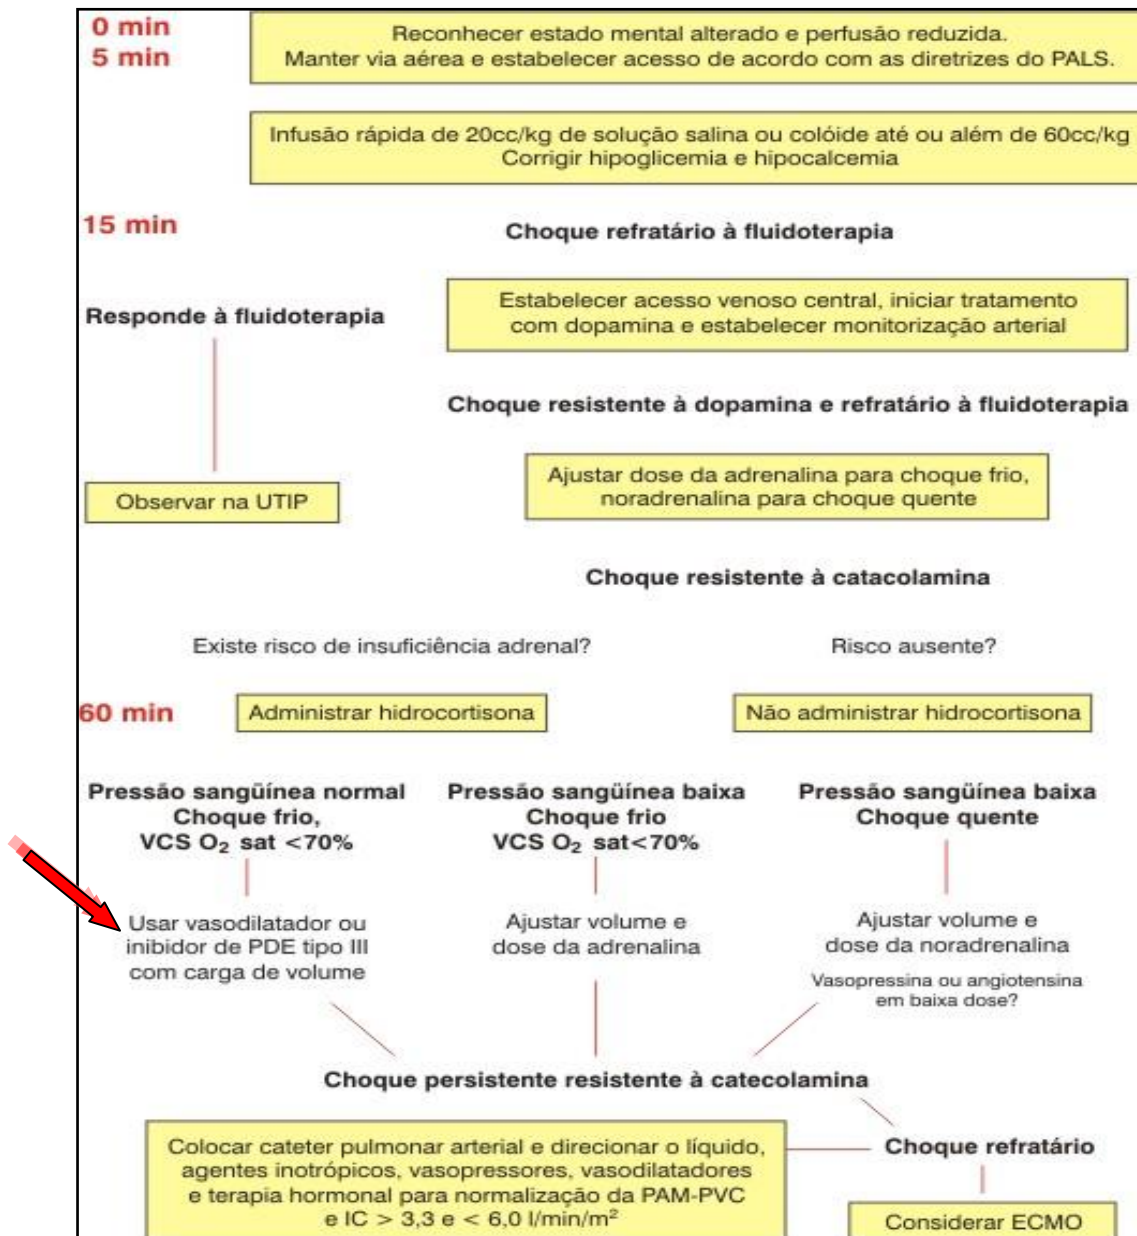 0 min
5 min
Reconhecer estado mental alterado e perfusão reduzida.
Manter via aérea e estabelecer acesso de acordo com as diretrizes do PALS.
Infusão rápida de 20cc/kg de solução salina ou colóide até ou além de 60cc/kg
Corrigir hipoglicemia e hipocalcemia
15 min
Choque refratário à fluidoterapia
Responde à fluidoterapia
Estabelecer acesso venoso central, iniciar tratamento
com dopamina e estabelecer monitorização arterial
Choque resistente à dopamina e refratário à fluidoterapia
Observar na UTIP
Ajustar dose da adrenalina para choque frio,
noradrenalina para choque quente
Choque resistente à catacolamina
Existe risco de insuficiência adrenal?
Risco ausente?
60 min
Administrar hidrocortisona
Não administrar hidrocortisona
Pressão sangüínea normal
Choque frio,
VCS O₂ sat <70%
Pressão sangüínea baixa
Choque frio
VCS O₂ sat<70%
Pressão sangüínea baixa
Choque quente
Usar vasodilatador ou
inibidor de PDE tipo III
com carga de volume
Ajustar volume e
dose da adrenalina
Ajustar volume e
dose da noradrenalina
Vasopressina ou angiotensina
em baixa dose?
Choque persistente resistente à catecolamina
Colocar cateter pulmonar arterial e direcionar o líquido,
agentes inotrópicos, vasopressores, vasodilatadores
e terapia hormonal para normalização da PAM-PVC
e IC > 3,3 e < 6,0 l/min/m²
Choque refratário
Considerar ECMO